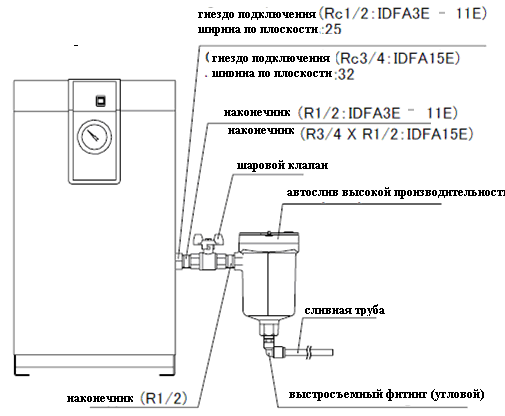 гнездо подключения (Rc1/2:IDFA3E - 11E)
ширина по плоскости :25
(гнездо подключения (Rc3/4:IDFA15E)
. ширина по плоскости :32
наконечник (R1/2:IDFA3E - 11E)
наконечник (R3/4 X R1/2:IDFA15E)
шаровой клапан
автослив высокой производительност
сливная труба
выстросъемный фитинг (угловой)
наконечник (R1/2)